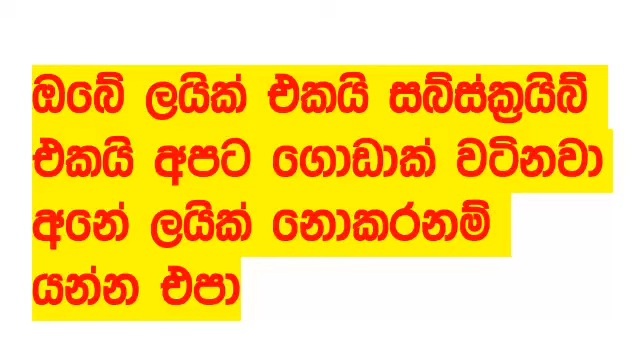 ඔබේ ලයික් එකයි සබ්ස්ක්‍රයිබ්
එකයි අපට ගොඩාක් වටිනවා
අනේ ලයික් නොකරනම්
යන්න එපා